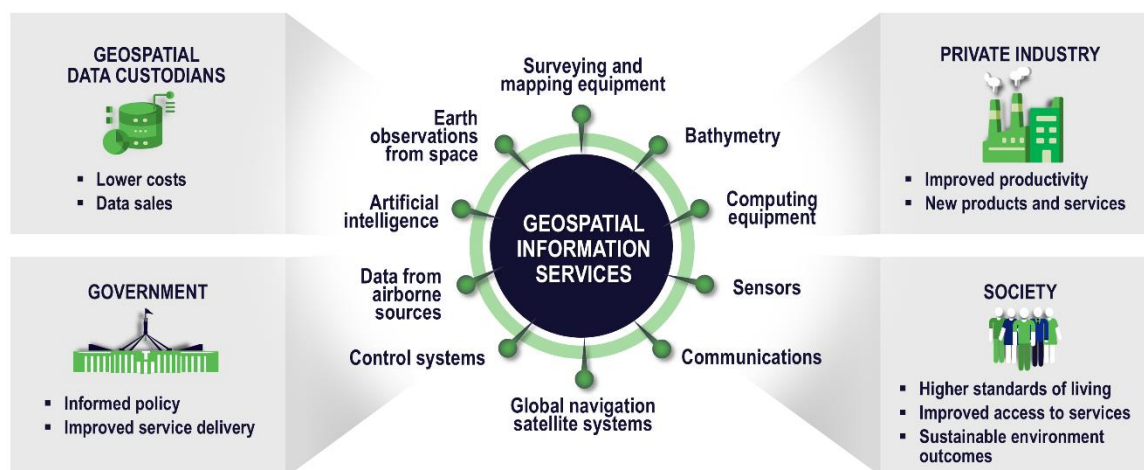 GEOSPATIAL
DATA CUSTODIANS
Lower costs
Data sales
GOVERNMENT
Informed policy
Improved service delivery
Surveying and
mapping equipment
Earth
observations
from space
Bathymetry
Artificial
intelligence
Computing
equipment
GEOSPATIAL
INFORMATION
SERVICES
Data from
airborne
sources
Sensors
Control systems
Communications
Global navigation
satellite systems
PRIVATE INDUSTRY
Improved productivity
New products and services
SOCIETY
Higher standards of living
Improved access to services
Sustainable environment
outcomes